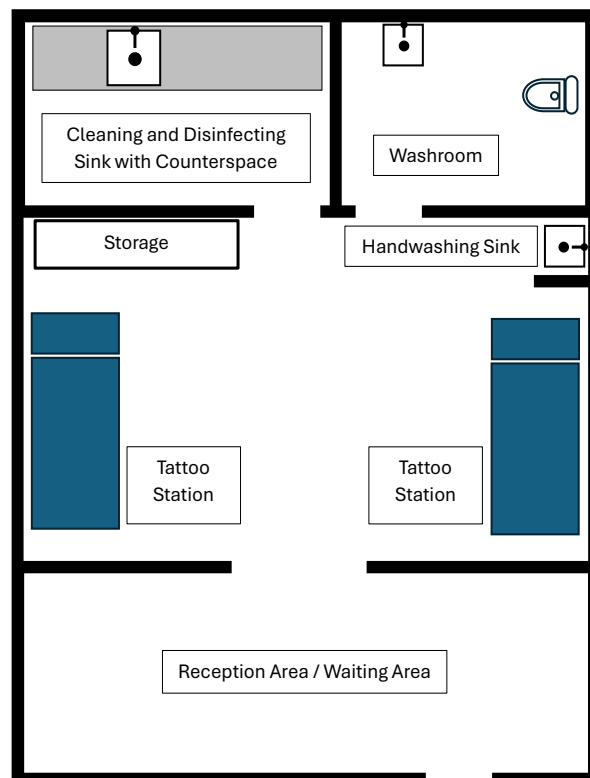 Cleaning and Disinfecting
Sink with Counterspace
Washroom
Storage
Handwashing Sink
Tattoo
Station
Tattoo
Station
Reception Area / Waiting Area